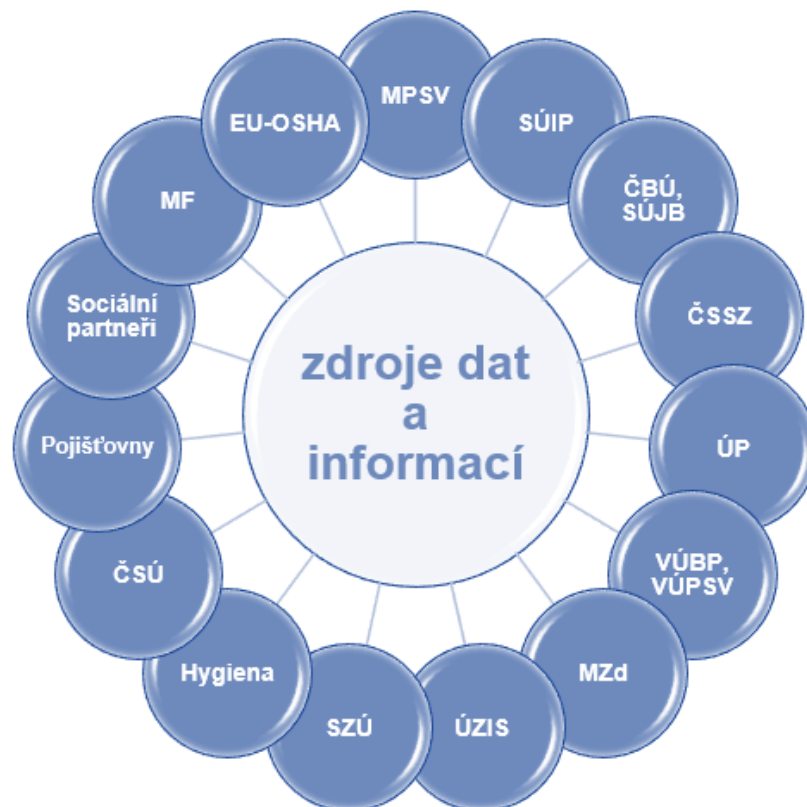 MPSV
SÚIP
ČBÚ,
SÚJB
ČSSZ
ÚP
VÚBP,
VÚPSV
MZd
ÚZIS
SZÚ
Hygiena
ČSÚ
Pojišťovny
Sociální
partneři
MF
EU-OSHA
zdroje dat
a
informací